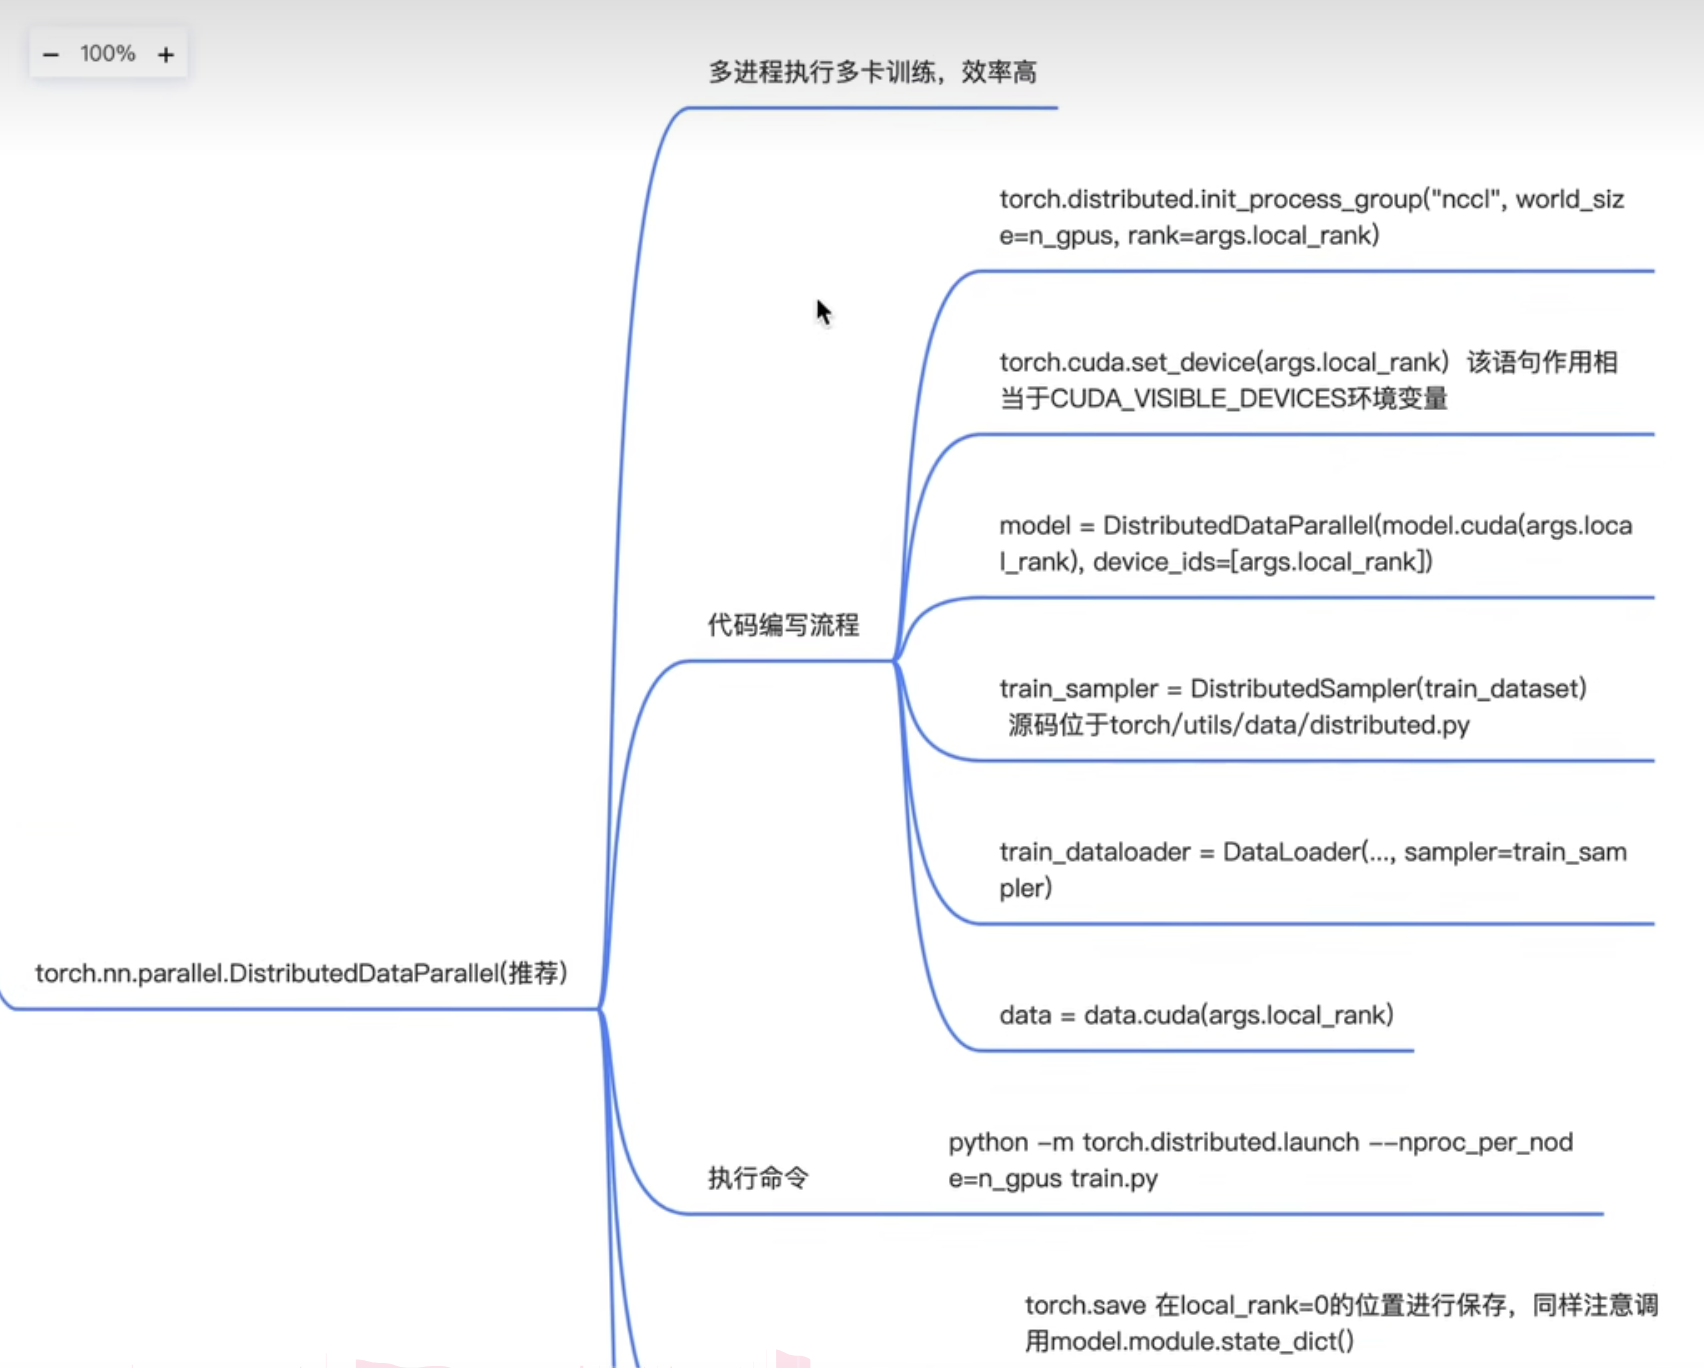 − 100% +
多进程执行多卡训练，效率高
torch.distributed.init_process_group("nccl", world_siz
e=n_gpus, rank=args.local_rank)
torch.cuda.set_device(args.local_rank)  该语句作用相
当于CUDA_VISIBLE_DEVICES环境变量
model = DistributedDataParallel(model.cuda(args.loca
l_rank), device_ids=[args.local_rank])
代码编写流程
train_sampler = DistributedSampler(train_dataset)
源码位于torch/utils/data/distributed.py
train_dataloader = DataLoader(..., sampler=train_sam
pler)
torch.nn.parallel.DistributedDataParallel(推荐)
data = data.cuda(args.local_rank)
执行命令
python –m torch.distributed.launch ––nproc_per_nod
e=n_gpus train.py
torch.save 在local_rank=0的位置进行保存，同样注意调
用model.module.state_dict()